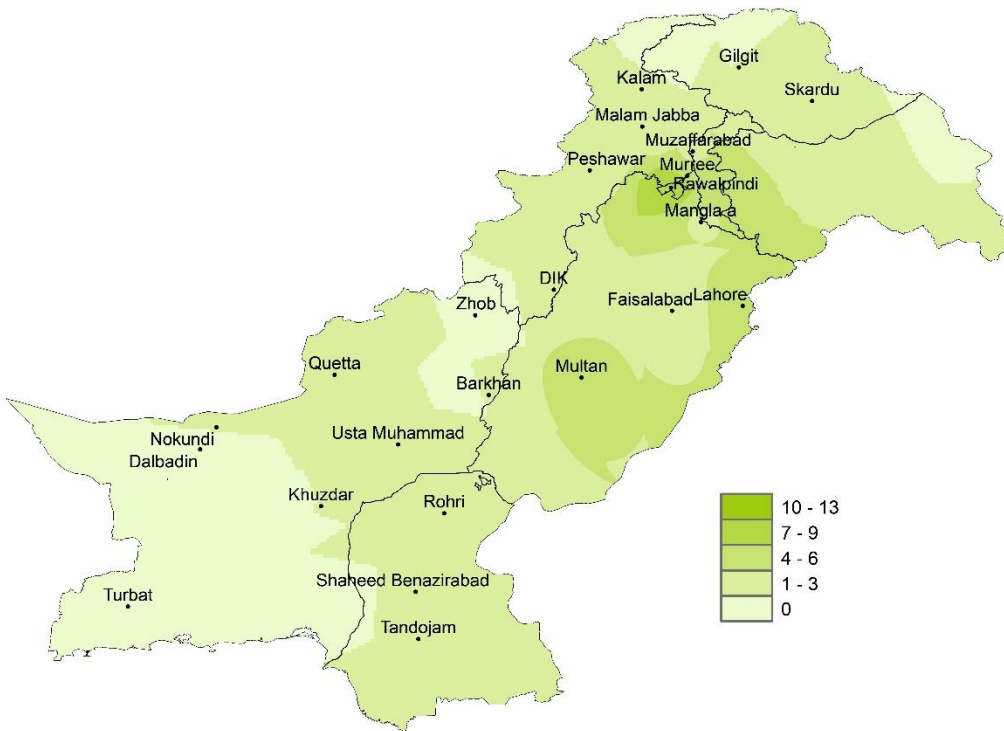 Gilgit
Kalam
Skardu
Malam Jabba
Muzaffarabad
Peshawar
Murree
Rawalpindi
Mangla a
DIK
Zhob
Faisalabad
Lahore
Quetta
Multan
Barkhan
Nokundi
Usta Muhammad
Dalbadin
Khuzdar
Rohri
10 - 13
7 - 9
4 - 6
1 - 3
0
Shaheed Benazirabad
Turbat
Tandojam